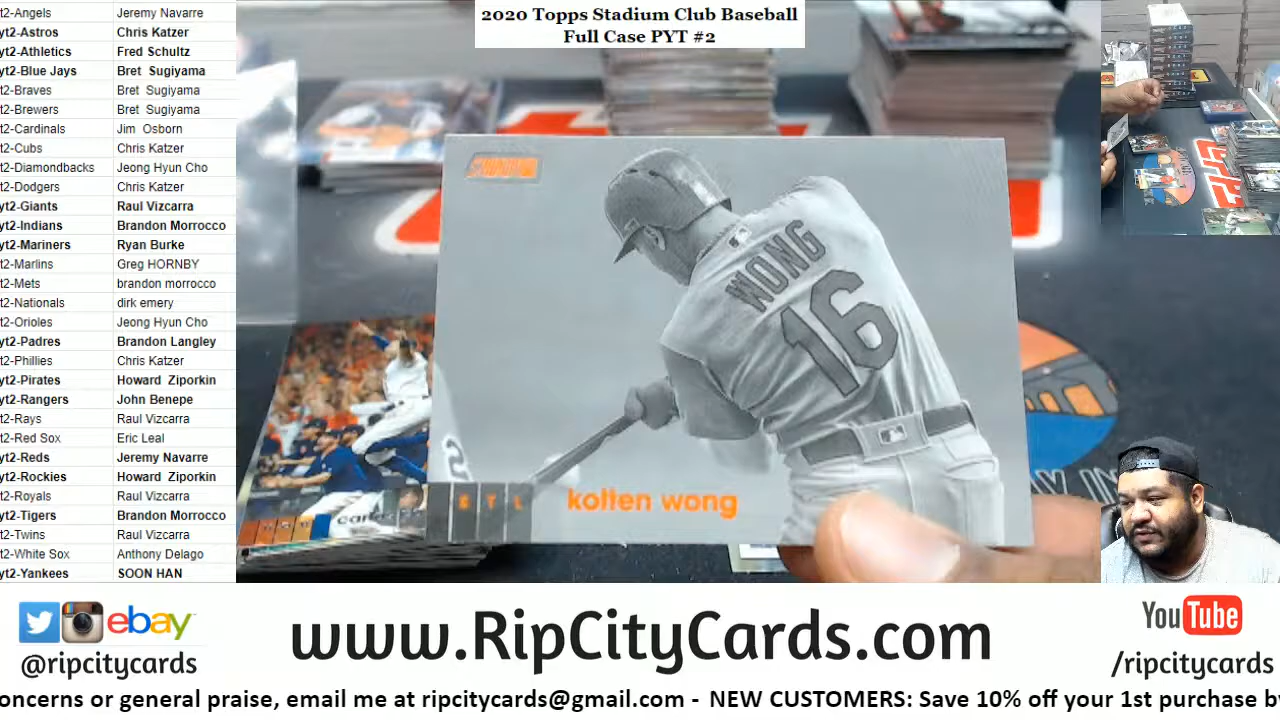 2020 Topps Stadium Club Baseball
Full Case PYT #2
t2-Angels Jeremy Navarre
yt2-Astros Chris Katzer
yt2-Athletics Fred Schultz
yt2-Blue Jays Bret Sugiyama
t2-Braves Bret Sugiyama
t2-Brewers Bret Sugiyama
t2-Cardinals Jim Osborn
t2-Cubs Chris Katzer
t2-Diamondbacks Jeong Hyun Cho
t2-Dodgers Chris Katzer
yt2-Giants Raul Vizcarra
yt2-Indians Brandon Morrocco
yt2-Mariners Ryan Burke
t2-Marlins Greg HORNBY
t2-Mets brandon morrocco
t2-Nationals dirk emery
t2-Orioles Jeong Hyun Cho
yt2-Padres Brandon Langley
t2-Phillies Chris Katzer
yt2-Pirates Howard Ziporkin
yt2-Rangers John Benepe
t2-Rays Raul Vizcarra
t2-Red Sox Eric Leal
yt2-Reds Jeremy Navarre
yt2-Rockies Howard Ziporkin
t2-Royals Raul Vizcarra
yt2-Tigers Brandon Morrocco
t2-Twins Raul Vizcarra
t2-White Sox Anthony Delago
yt2-Yankees SOON HAN
WONG
16
STL
kolten wong
ebay
@ripcitycards
www.RipCityCards.com
YouTube
/ripcitycards
oncerns or general praise, email me at ripcitycards@gmail.com - NEW CUSTOMERS: Save 10% off your 1st purchase by